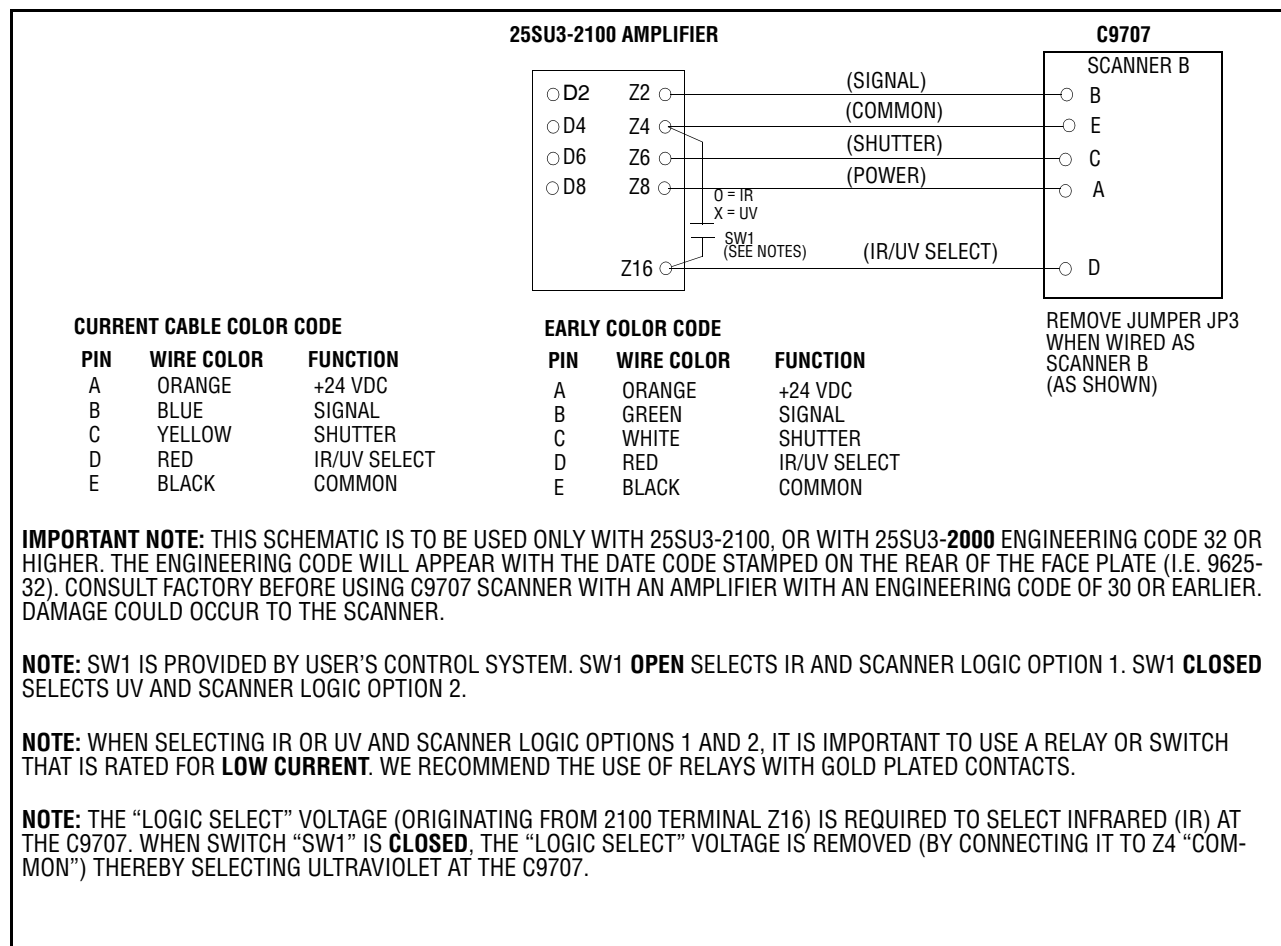 25SU3-2100 AMPLIFIER
C9707
SCANNER B
D2 Z2 (SIGNAL) B
D4 Z4 (COMMON) E
D6 Z6 (SHUTTER) C
D8 Z8 (POWER) A
O = IR
X = UV
SW1
(SEE NOTES)
Z16 (IR/UV SELECT) D
REMOVE JUMPER JP3
WHEN WIRED AS
SCANNER B
(AS SHOWN)
CURRENT CABLE COLOR CODE
PIN WIRE COLOR FUNCTION
A ORANGE +24 VDC
B BLUE SIGNAL
C YELLOW SHUTTER
D RED IR/UV SELECT
E BLACK COMMON
EARLY COLOR CODE
PIN WIRE COLOR FUNCTION
A ORANGE +24 VDC
B GREEN SIGNAL
C WHITE SHUTTER
D RED IR/UV SELECT
E BLACK COMMON
IMPORTANT NOTE: THIS SCHEMATIC IS TO BE USED ONLY WITH 25SU3-2100, OR WITH 25SU3-2000 ENGINEERING CODE 32 OR
HIGHER. THE ENGINEERING CODE WILL APPEAR WITH THE DATE CODE STAMPED ON THE REAR OF THE FACE PLATE (I.E. 9625-
32). CONSULT FACTORY BEFORE USING C9707 SCANNER WITH AN AMPLIFIER WITH AN ENGINEERING CODE OF 30 OR EARLIER.
DAMAGE COULD OCCUR TO THE SCANNER.
NOTE: SW1 IS PROVIDED BY USER'S CONTROL SYSTEM. SW1 OPEN SELECTS IR AND SCANNER LOGIC OPTION 1. SW1 CLOSED
SELECTS UV AND SCANNER LOGIC OPTION 2.
NOTE: WHEN SELECTING IR OR UV AND SCANNER LOGIC OPTIONS 1 AND 2, IT IS IMPORTANT TO USE A RELAY OR SWITCH
THAT IS RATED FOR LOW CURRENT. WE RECOMMEND THE USE OF RELAYS WITH GOLD PLATED CONTACTS.
NOTE: THE “LOGIC SELECT” VOLTAGE (ORIGINATING FROM 2100 TERMINAL Z16) IS REQUIRED TO SELECT INFRARED (IR) AT
THE C9707. WHEN SWITCH “SW1” IS CLOSED, THE “LOGIC SELECT” VOLTAGE IS REMOVED (BY CONNECTING IT TO Z4 “COM-
MON”) THEREBY SELECTING ULTRAVIOLET AT THE C9707.